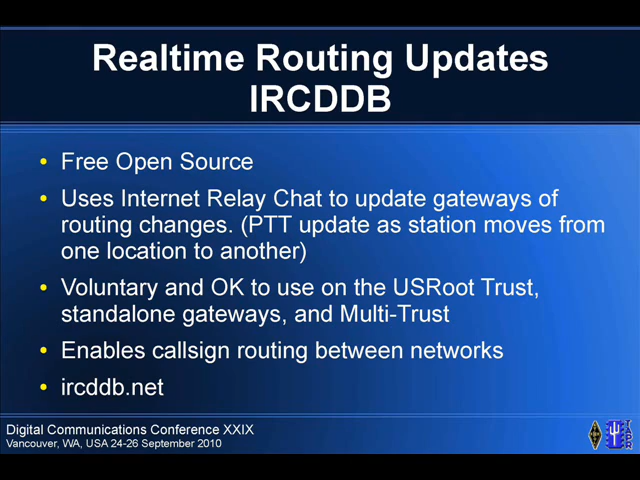 Realtime Routing Updates
IRCDDB
• Free Open Source
• Uses Internet Relay Chat to update gateways of
routing changes. (PTT update as station moves from
one location to another)
• Voluntary and OK to use on the USRoot Trust,
standalone gateways, and Multi-Trust
• Enables callsign routing between networks
• ircddb.net
Digital Communications Conference XXIX
Vancouver, WA, USA 24-26 September 2010
TAPR